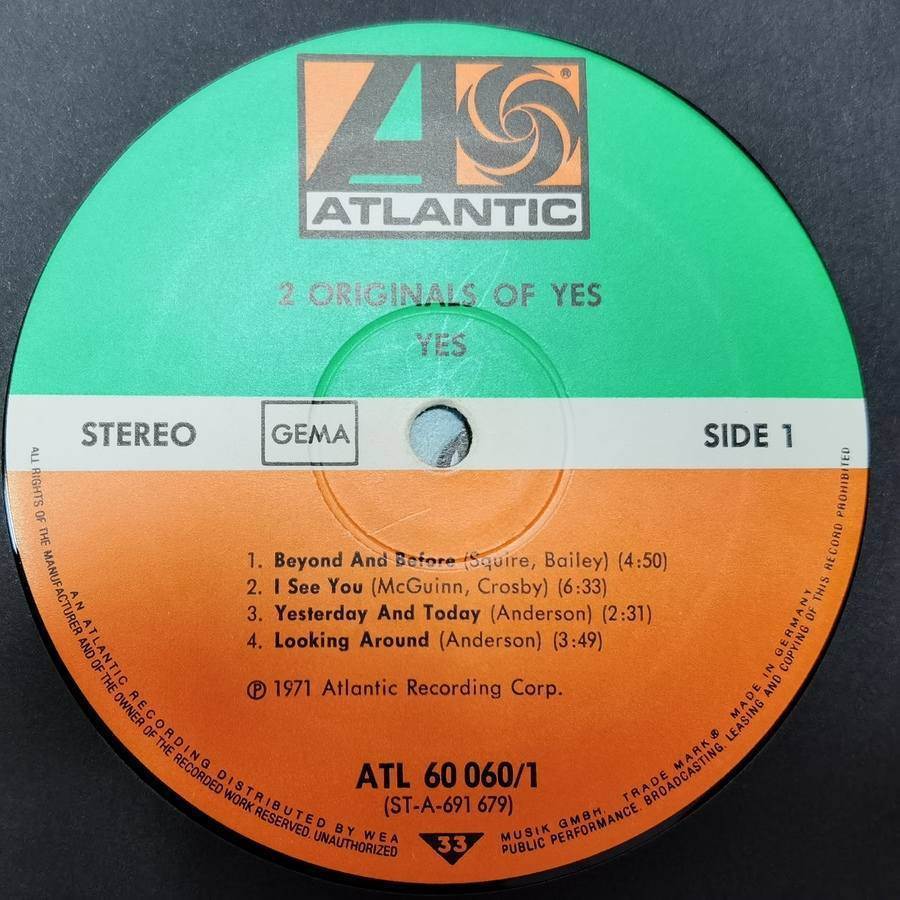 ATLANTIC
®
2 ORIGINALS OF YES
YES
STEREO
GEMA
SIDE 1
1. Beyond And Before (Squire, Bailey) (4:50)
2. I See You (McGuinn, Crosby) (6:33)
3. Yesterday And Today (Anderson) (2:31)
4. Looking Around (Anderson) (3:49)
℗ 1971 Atlantic Recording Corp.
ATL 60 060/1
(ST-A-691 679)
33
AN ATLANTIC RECORDING DISTRIBUTED BY WEA MUSIK GMBH. TRADE MARK® MADE IN GERMANY
ALL RIGHTS OF THE MANUFACTURER AND OF THE OWNER OF THE RECORDED WORK RESERVED. UNAUTHORIZED PUBLIC PERFORMANCE. BROADCASTING. LEASING AND COPYING OF THIS RECORD PROHIBITED